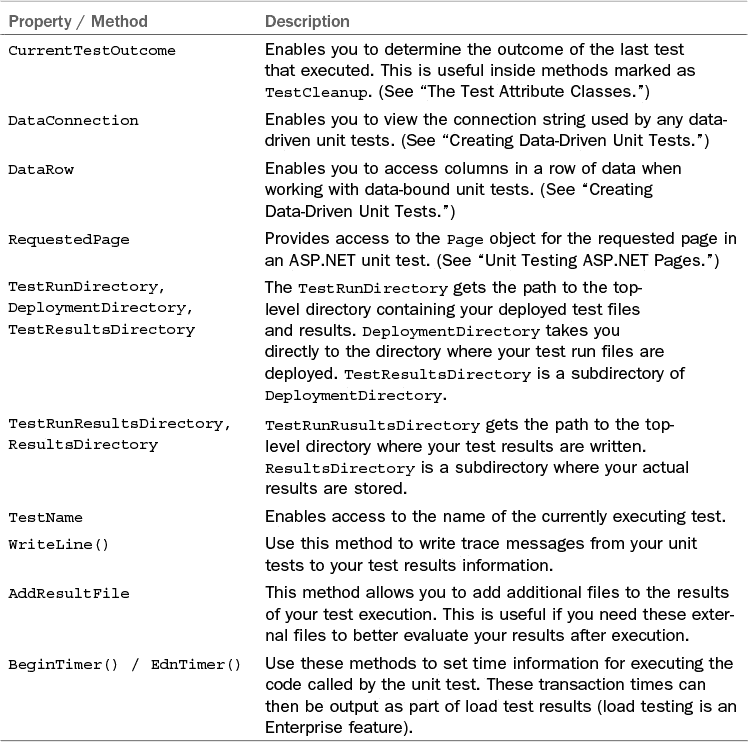 Property / Method Description
CurrentTestOutcome Enables you to determine the outcome of the last test
that executed. This is useful inside methods marked as
TestCleanup. (See “The Test Attribute Classes.”)
DataConnection Enables you to view the connection string used by any data-
driven unit tests. (See “Creating Data-Driven Unit Tests.”)
DataRow Enables you to access columns in a row of data when
working with data-bound unit tests. (See “Creating
Data-Driven Unit Tests.”)
RequestedPage Provides access to the Page object for the requested page in
an ASP.NET unit test. (See “Unit Testing ASP.NET Pages.”)
TestRunDirectory, The TestRunDirectory gets the path to the top-
DeploymentDirectory, level directory containing your deployed test files
TestResultsDirectory and results. DeploymentDirectory takes you
directly to the directory where your test run files are
deployed. TestResultsDirectory is a subdirectory of
DeploymentDirectory.
TestRunResultsDirectory, TestRunRusultsDirectory gets the path to the top-
ResultsDirectory level directory where your test results are written.
ResultsDirectory is a subdirectory where your actual
results are stored.
TestName Enables access to the name of the currently executing test.
WriteLine() Use this method to write trace messages from your unit
tests to your test results information.
AddResultFile This method allows you to add additional files to the results
of your test execution. This is useful if you need these exter-
nal files to better evaluate your results after execution.
BeginTimer() / EdnTimer() Use these methods to set time information for executing the
code called by the unit test. These transaction times can
then be output as part of load test results (load testing is an
Enterprise feature).